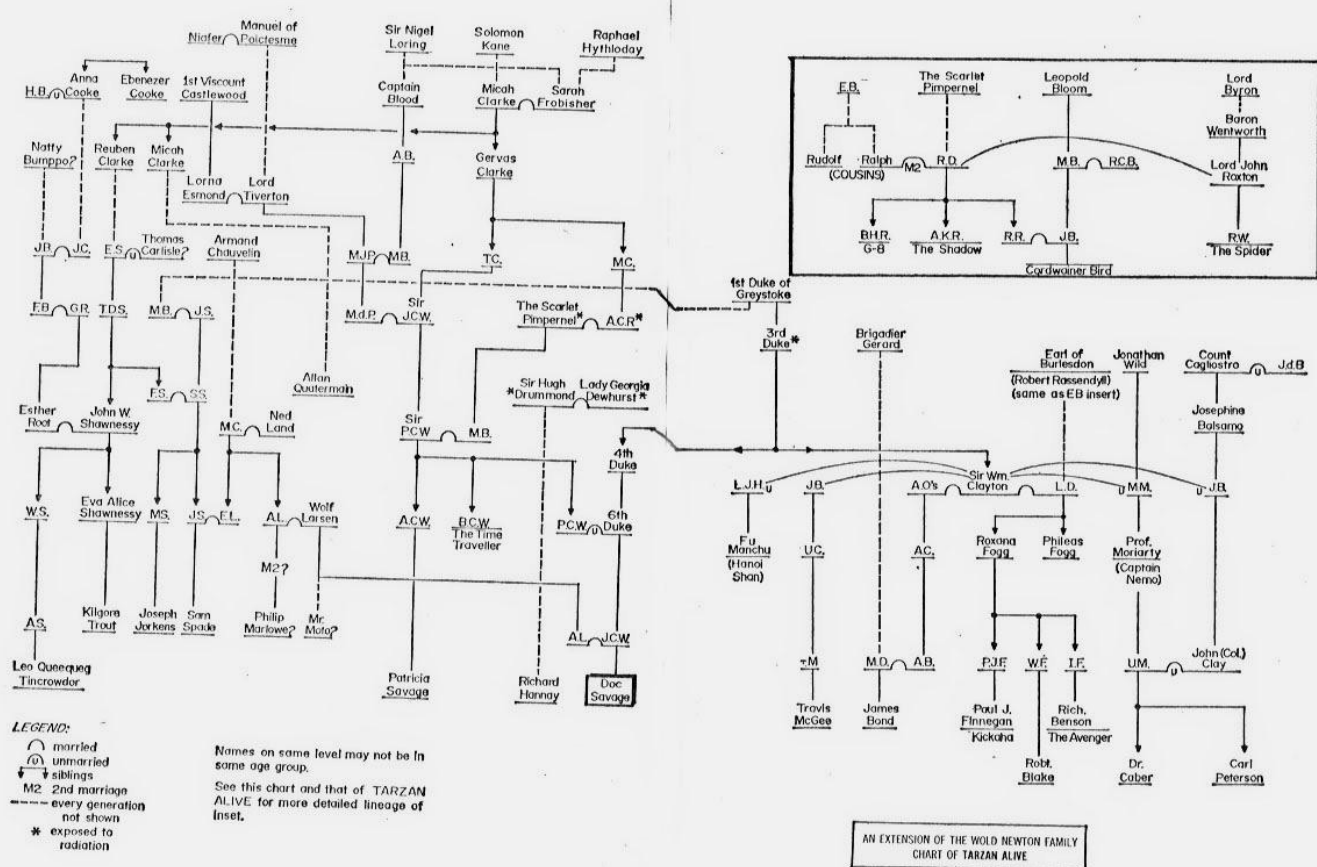 Manuel of
Niafer Poictesme
Sir Nigel
Loring
Solomon
Kane
Raphael
Hythloday
Anna
H.B. Cooke
Ebenezer
Cooke
1st Viscount
Castlewood
Captain
Blood
Micah
Clarke
Sarah
Frobisher
Natty
Bumppo?
Reuben
Clarke
Micah
Clarke
A.B.
Gervas
Clarke
Lorna
Esmond
Lord
Tiverton
J.B. J.C.
E.S.
Thomas
Carlisle?
Armand
Chauvelin
M.J.P. M.B.
T.C.
M.C.
F.B. G.R. T.D.S. M.B. J.S.
M.d.P.
Sir
J.C.W.
The Scarlet
Pimpernel* A.C.R*
Allan
Quatermain
Sir Hugh
*Drummond
Lady Georgia
Dewhurst*
F.S. S.S.
Esther
Root
John W.
Shawnessy
M.C.
Ned
Land
Sir
P.C.W
M.B.
4th
Duke
W.S.
Eva Alice
Shawnessy
M.S.
J.S. F.L.
A.L.
Wolf
Larsen
A.C.W.
B.C.W.
The Time
Traveller
P.C.W
6th
Duke
M2?
A.S.
Kilgore
Trout
Joseph
Jorkens
Sam
Spade
Philip
Marlowe?
Mr.
Moto?
A.L. J.C.W.
Leo Queequeg
Tincrowdor
Patricia
Savage
Richard
Hannay
Doc
Savage
LEGEND:
married
U unmarried
siblings
M2 2nd marriage
every generation
not shown
* exposed to
radiation
Names on same level may not be in
same age group.
See this chart and that of TARZAN
ALIVE for more detailed lineage of
Inset.
E.B.
The Scarlet
Pimpernel
Leopold
Bloom
Lord
Byron
Baron
Wentworth
Rudolf Ralph M2 R.D.
(COUSINS)
M.B. R.C.B.
Lord John
Roxton
B.H.R.
G-8
A.K.R.
The Shadow
R.R. J.B.
Cordwainer Bird
R.W.
The Spider
1st Duke of
Greystoke
3rd
Duke*
Brigadier
Gerard
Earl of
Burlesdon
(Robert Rassendyll)
(same as EB insert)
Jonathan
Wild
Count
Cagliostro U J.d.B
Josephine
Balsamo
L.J.H. U
J.B.
A.O's
Sir Wm.
Clayton
L.D.
U M.M.
U J.B.
Fu
Manchu
(Hanoi
Shan)
U.C.
A.C.
Roxana
Fogg
Phileas
Fogg
Prof.
Moriarty
(Captain
Nemo)
M.D. A.B.
P.J.F. W.F. I.F.
U.M. U
John (Col.)
Clay
Travis
McGee
James
Bond
Paul J.
Finnegan
Kickaha
Rich.
Benson
The Avenger
Robt.
Blake
Dr.
Caber
Carl
Peterson
AN EXTENSION OF THE WOLD NEWTON FAMILY
CHART OF TARZAN ALIVE